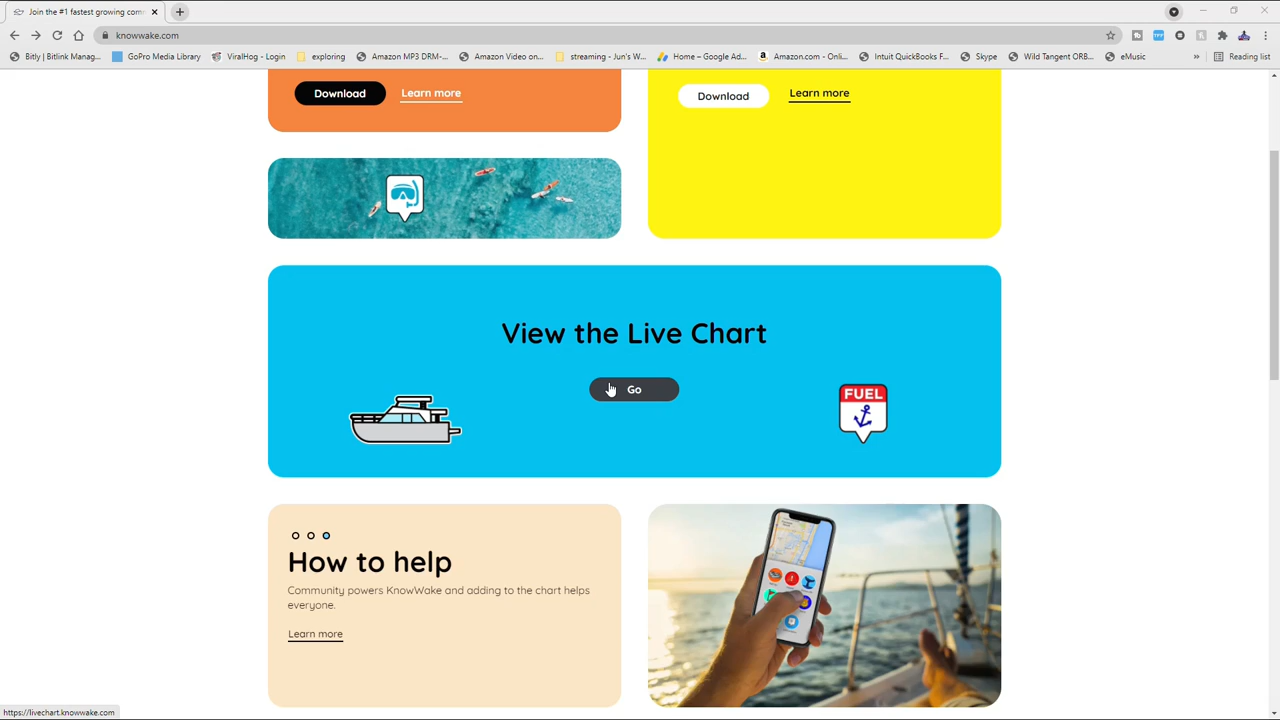 Join the #1 fastest growing com
knowwake.com
Bitly | Bitlink Manag...
GoPro Media Library
ViralHog - Login
exploring
Amazon MP3 DRM-...
Amazon Video on...
streaming - Jun's W...
Home – Google Ad...
Amazon.com - Onli...
Intuit QuickBooks F...
Skype
Wild Tangent ORB...
eMusic
»
Reading list
Download
Learn more
Download
Learn more
View the Live Chart
Go
FUEL
How to help
Community powers KnowWake and adding to the chart helps
everyone.
Learn more
https://livechart.knowwake.com